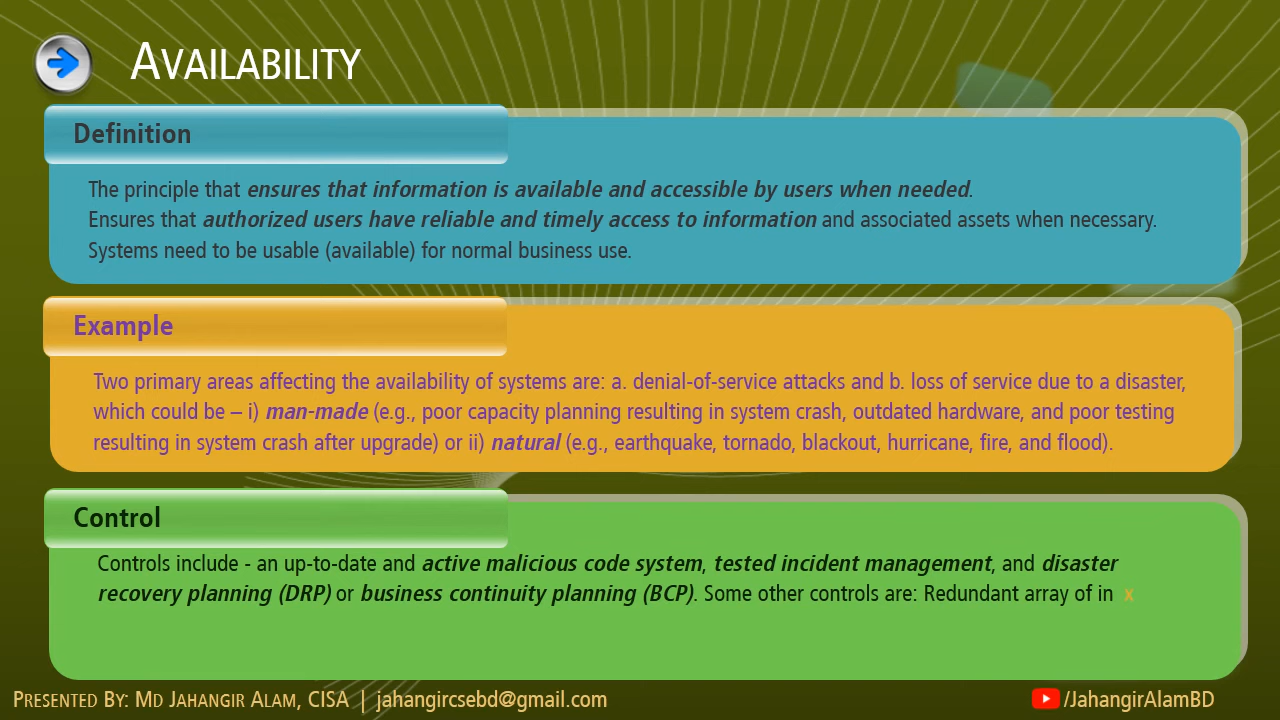 AVAILABILITY
Definition
The principle that ensures that information is available and accessible by users when needed.
Ensures that authorized users have reliable and timely access to information and associated assets when necessary.
Systems need to be usable (available) for normal business use.
Example
Two primary areas affecting the availability of systems are: a. denial-of-service attacks and b. loss of service due to a disaster,
which could be – i) man-made (e.g., poor capacity planning resulting in system crash, outdated hardware, and poor testing
resulting in system crash after upgrade) or ii) natural (e.g., earthquake, tornado, blackout, hurricane, fire, and flood).
Control
Controls include - an up-to-date and active malicious code system, tested incident management, and disaster
recovery planning (DRP) or business continuity planning (BCP). Some other controls are: Redundant array of in x
PRESENTED BY: MD JAHANGIR ALAM, CISA | jahangircsebd@gmail.com
/JahangirAlamBD